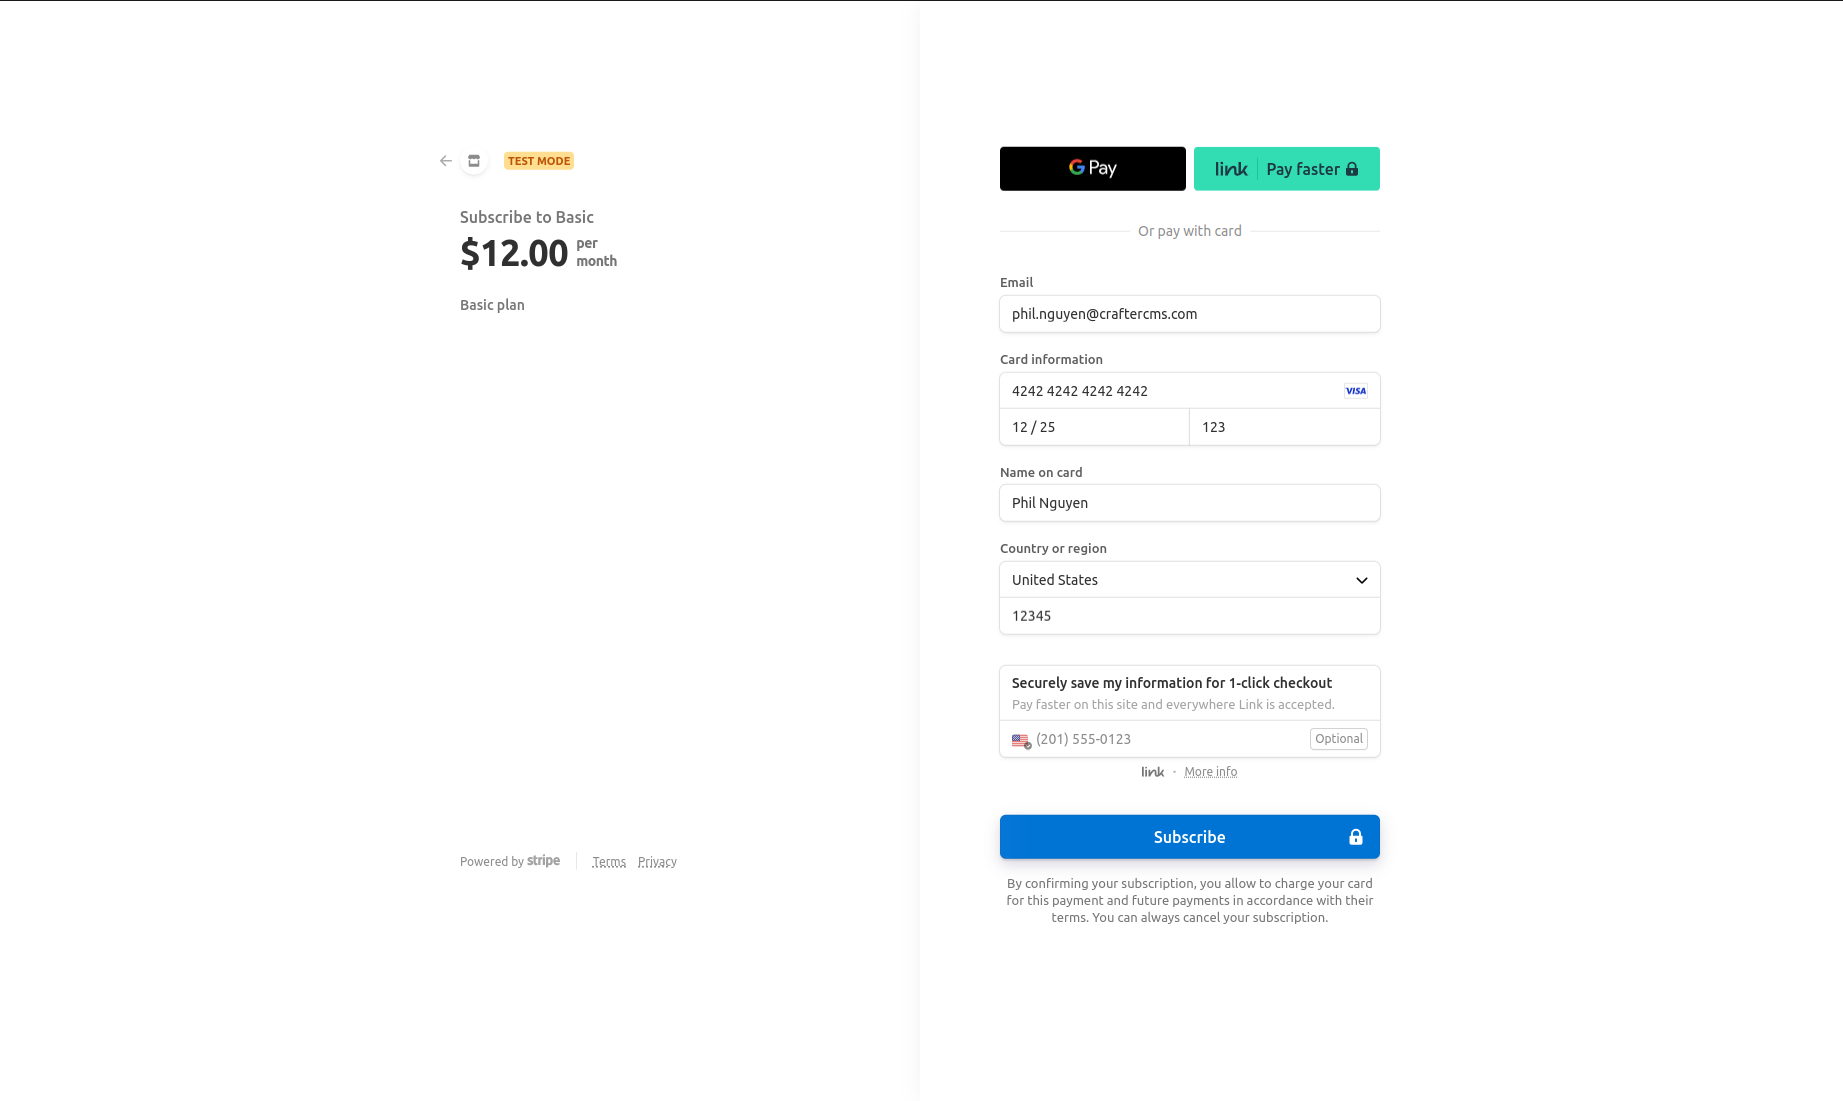 TEST MODE
Subscribe to Basic
$12.00 per
month
Basic plan
Powered by stripe
Terms Privacy
G Pay
link Pay faster
Or pay with card
Email
phil.nguyen@craftercms.com
Card information
4242 4242 4242 4242 VISA
12 / 25 123
Name on card
Phil Nguyen
Country or region
United States
12345
Securely save my information for 1-click checkout
Pay faster on this site and everywhere Link is accepted.
(201) 555-0123 Optional
link · More info
Subscribe
By confirming your subscription, you allow to charge your card
for this payment and future payments in accordance with their
terms. You can always cancel your subscription.